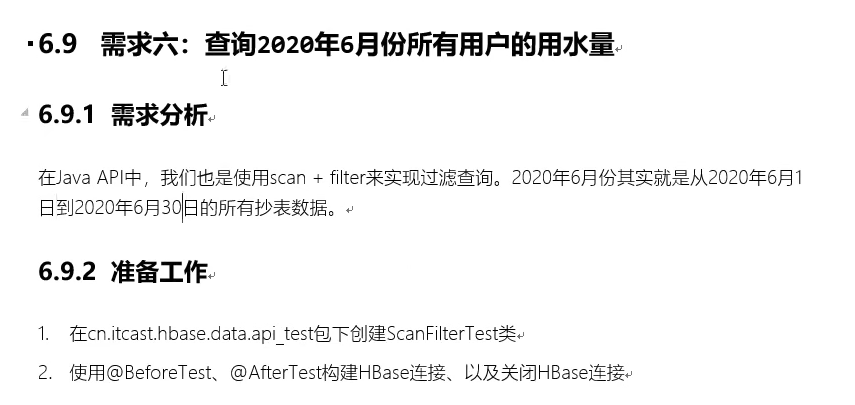 6.9 需求六：查询2020年6月份所有用户的用水量
6.9.1 需求分析
在Java API中，我们也是使用scan + filter来实现过滤查询。2020年6月份其实就是从2020年6月1
日到2020年6月30日的所有抄表数据。
6.9.2 准备工作
1. 在cn.itcast.hbase.data.api_test包下创建ScanFilterTest类
2. 使用@BeforeTest、@AfterTest构建HBase连接、以及关闭HBase连接